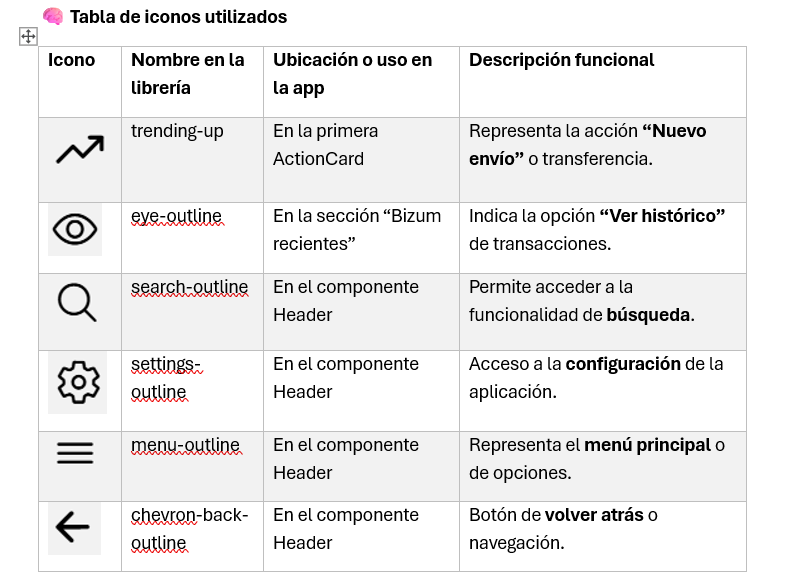 Tabla de iconos utilizados
Icono
Nombre en la
librería
Ubicación o uso en
la app
Descripción funcional
trending-up
En la primera
ActionCard
Representa la acción “Nuevo
envío” o transferencia.
eye-outline
En la sección “Bizum
recientes”
Indica la opción “Ver histórico”
de transacciones.
search-outline
En el componente
Header
Permite acceder a la
funcionalidad de búsqueda.
settings-
outline
En el componente
Header
Acceso a la configuración de la
aplicación.
menu-outline
En el componente
Header
Representa el menú principal o
de opciones.
chevron-back-
outline
En el componente
Header
Botón de volver atrás o
navegación.